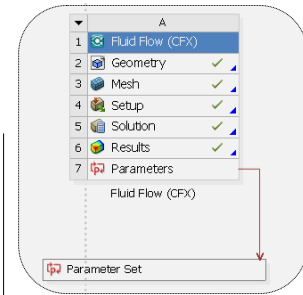 A
1 Fluid Flow (CFX)
2 Geometry
3 Mesh
4 Setup
5 Solution
6 Results
7 Parameters
Fluid Flow (CFX)
Parameter Set